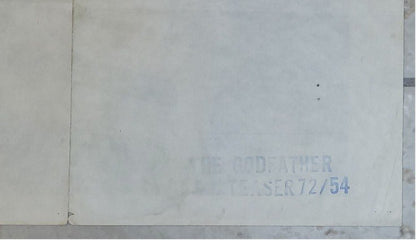 THE GODFATHER
TEASER 72/54